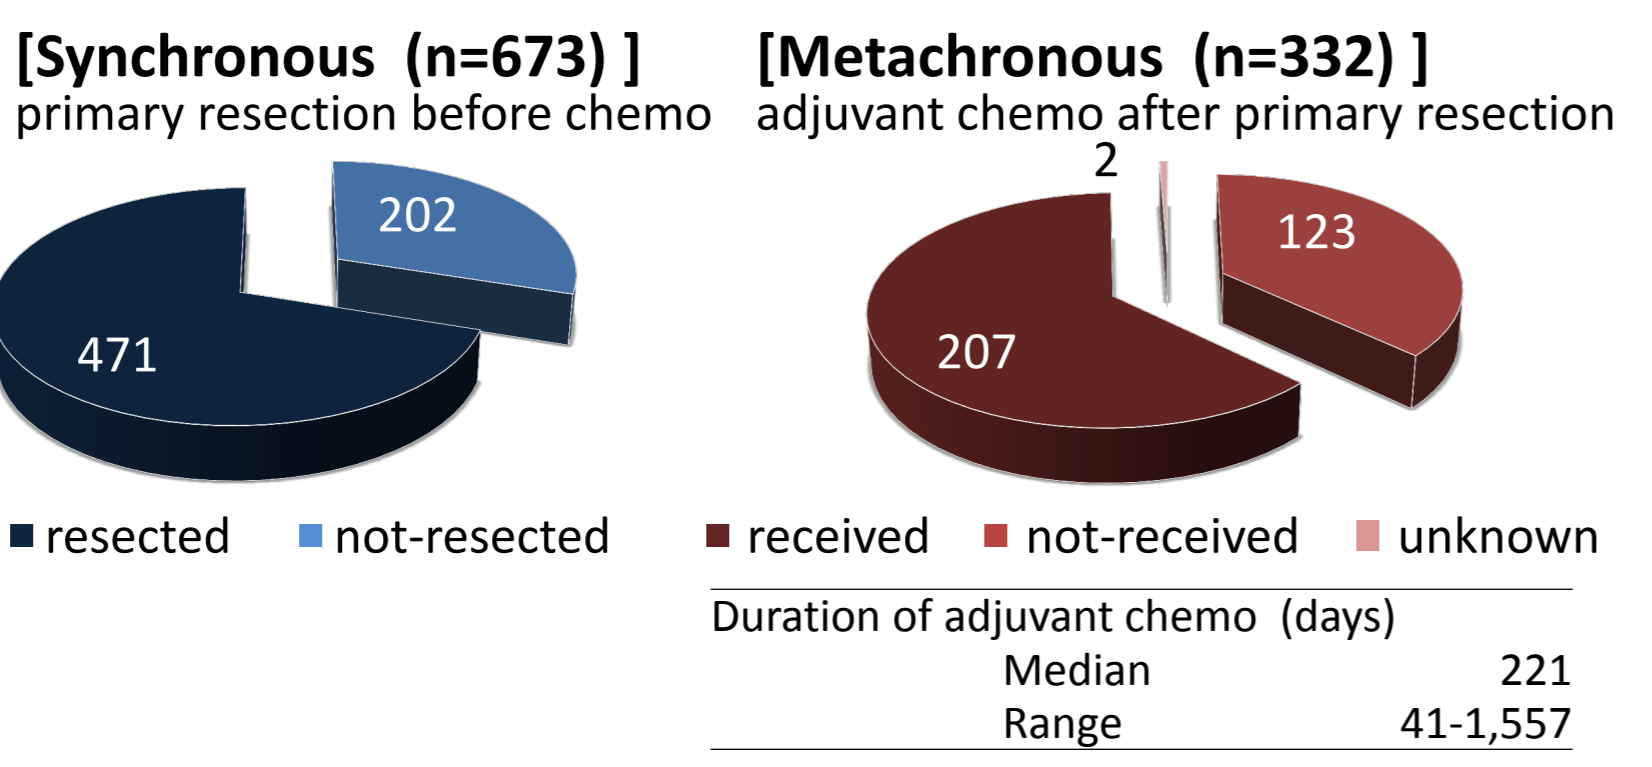 [Synchronous (n=673) ]
primary resection before chemo
202
471
resected not-resected
[Metachronous (n=332) ]
adjuvant chemo after primary resection
2
123
207
received not-received unknown
Duration of adjuvant chemo (days)
Median 221
Range 41-1,557